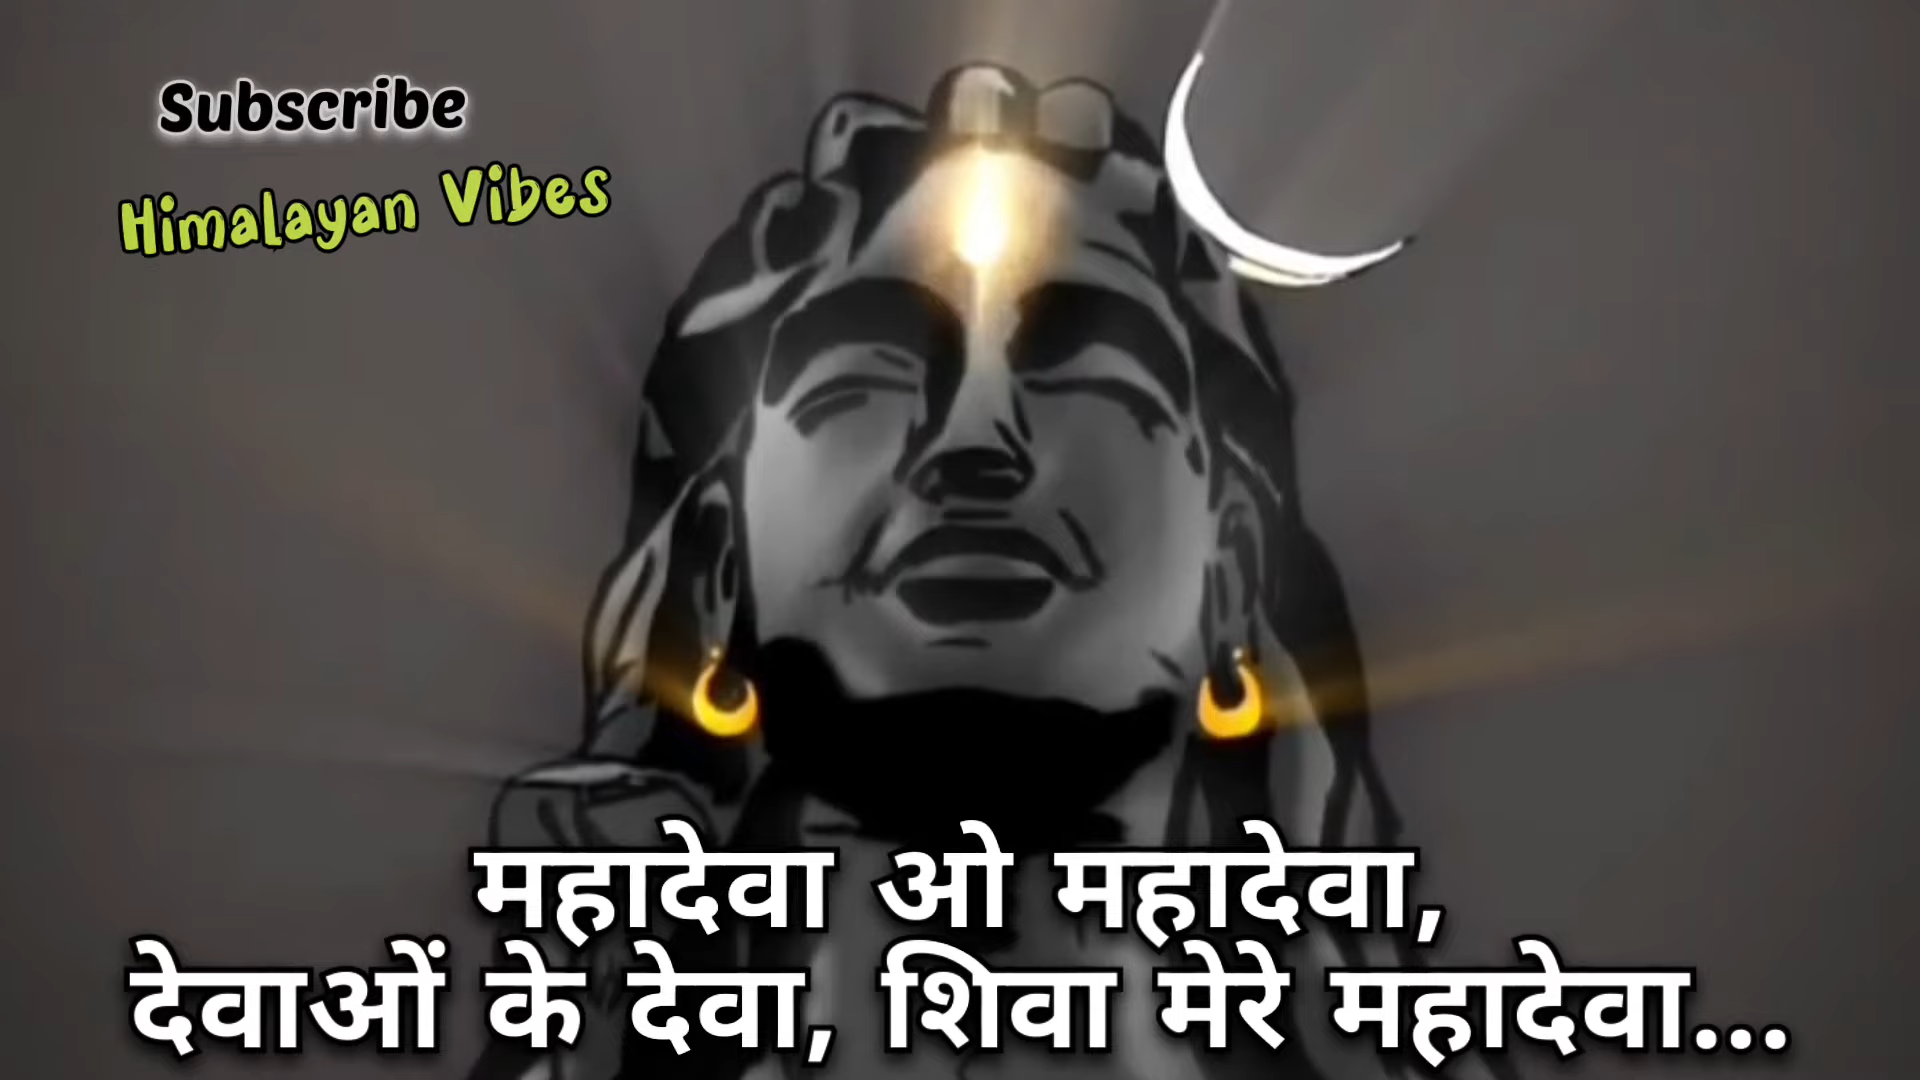 Subscribe
Himalayan Vibes
महादेवा ओ महादेवा,
देवाओं के देवा, शिवा मेरे महादेवा...